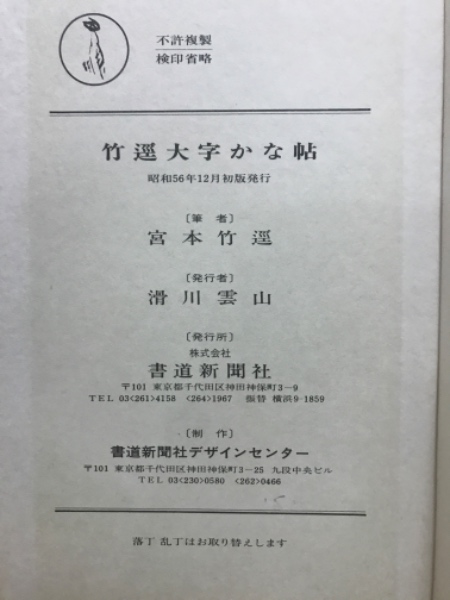 不許複製
検印省略
竹逕大字かな帖
昭和56年12月初版発行
〔筆者〕
宮本竹逕
〔発行者〕
滑川雲山
〔発行所〕
株式会社
書道新聞社
〒101 東京都千代田区神田神保町3−9
TEL 03<261>4158 <264>1967 振替 横浜9-1859
〔制作〕
書道新聞社デザインセンター
〒101 東京都千代田区神田神保町3−25 九段中央ビル
TEL 03<230>0580 <262>0466
落丁 乱丁はお取り替えします